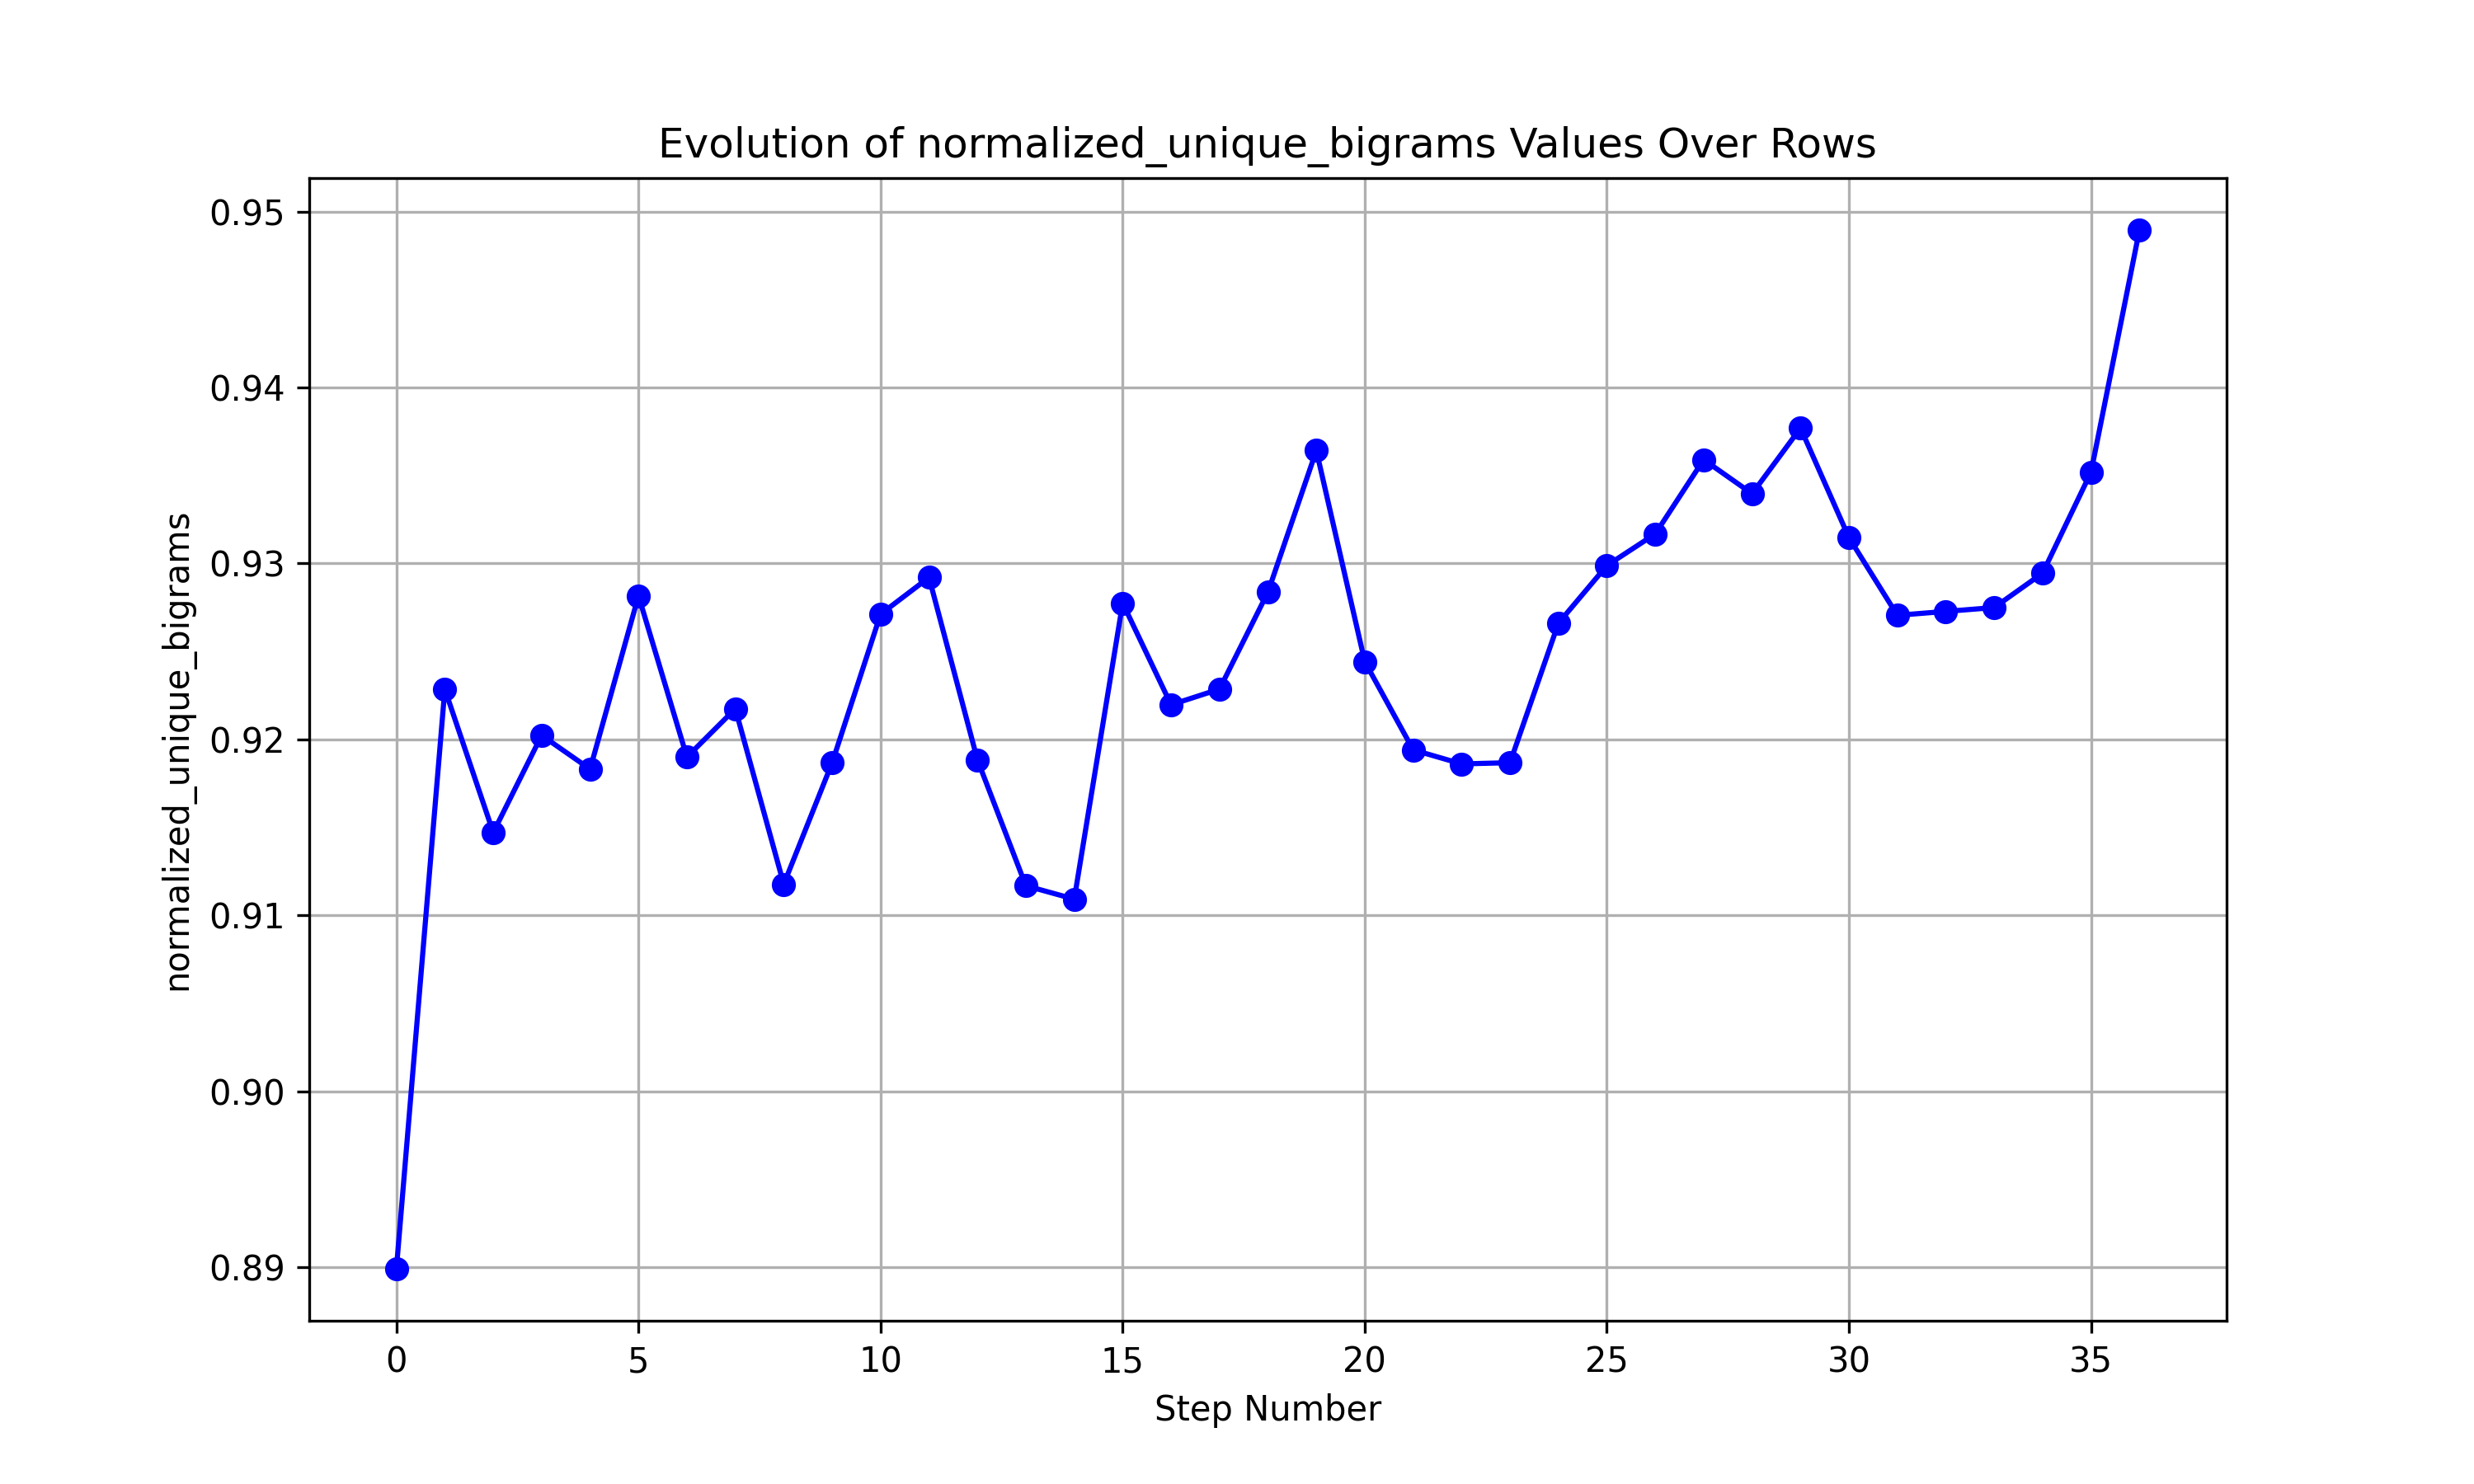 Evolution of normalized_unique_bigrams Values Over Rows
normalized_unique_bigrams
0.95
0.94
0.93
0.92
0.91
0.90
0.89
0 5 10 15 20 25 30 35
Step Number